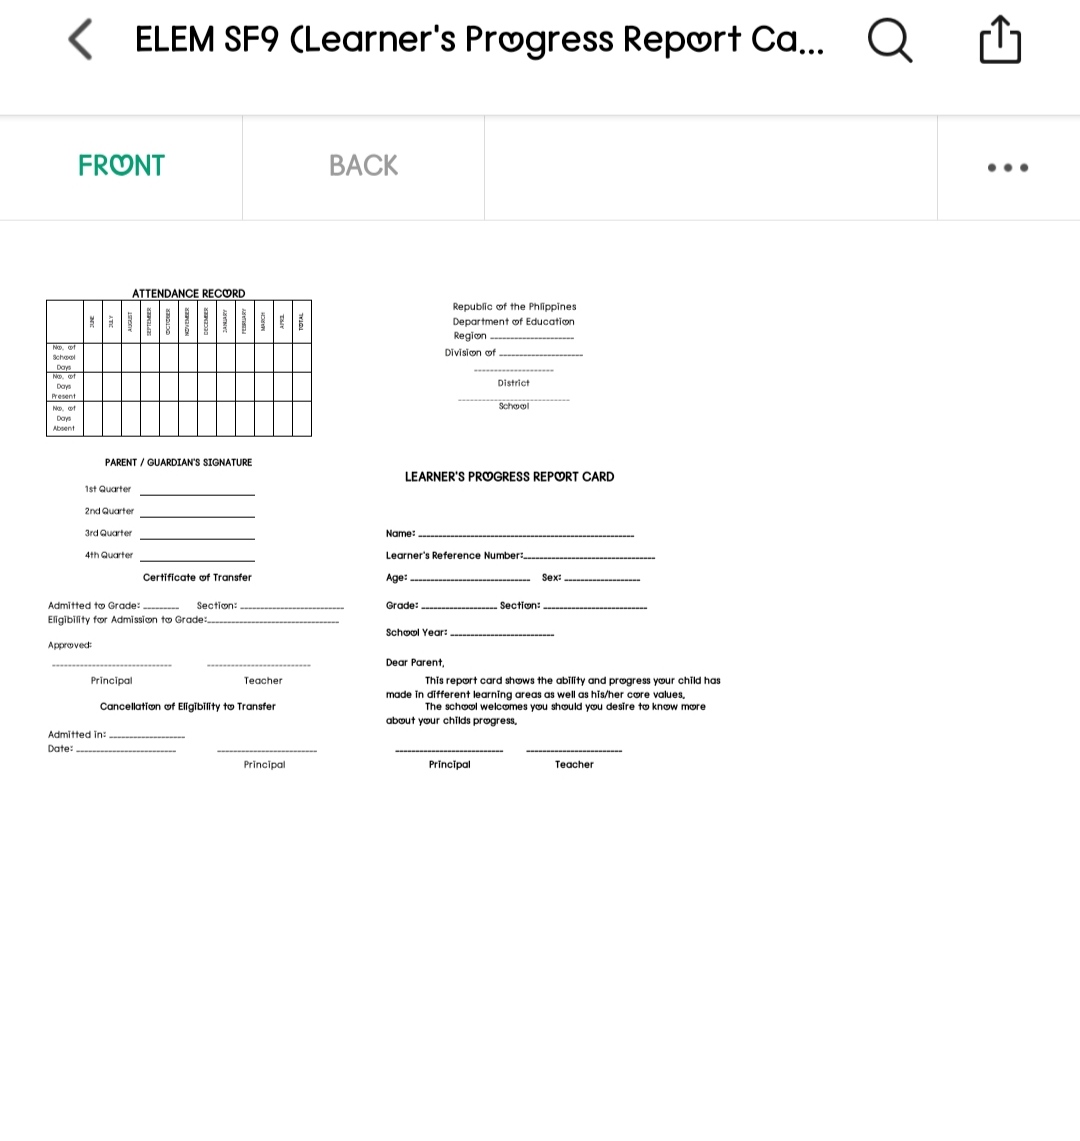 ELEM SF9 (Learner's Progress Report Ca...
FRONT
BACK
ATTENDANCE RECORD
JUNE
JULY
AUGUST
SEPTEMBER
OCTOBER
NOVEMBER
DECEMBER
JANUARY
FEBRUARY
MARCH
APRIL
TOTAL
No. of
School
Days
No. of
Days
Present
No. of
Days
Absent
PARENT / GUARDIAN'S SIGNATURE
1st Quarter
2nd Quarter
3rd Quarter
4th Quarter
Certificate of Transfer
Admitted to Grade: Section:
Eligibility for Admission to Grade:
Approved:
Principal Teacher
Cancellation of Eligibility to Transfer
Admitted in:
Date:
Principal
Republic of the Phlippines
Department of Education
Region
Division of
District
School
LEARNER'S PROGRESS REPORT CARD
Name:
Learner's Reference Number:
Age: Sex:
Grade: Section:
School Year:
Dear Parent,
This report card shows the ability and progress your child has
made in different learning areas as well as his/her core values.
The school welcomes you should you desire to know more
about your childs progress.
Principal Teacher